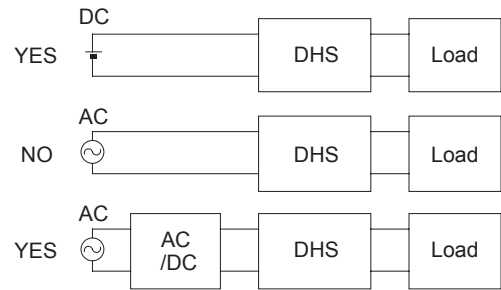 DC
YES DHS Load
AC
NO DHS Load
AC
YES AC
/DC DHS Load